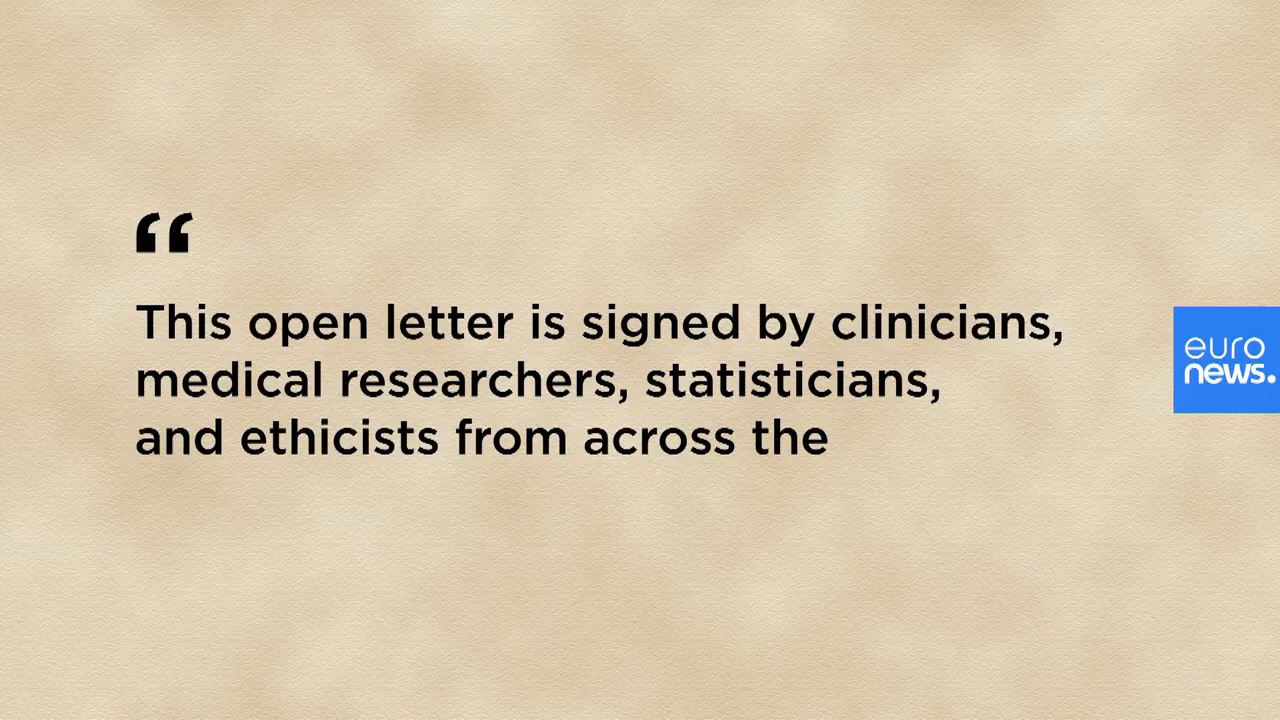 “
This open letter is signed by clinicians,
medical researchers, statisticians,
and ethicists from across the
euro
news.